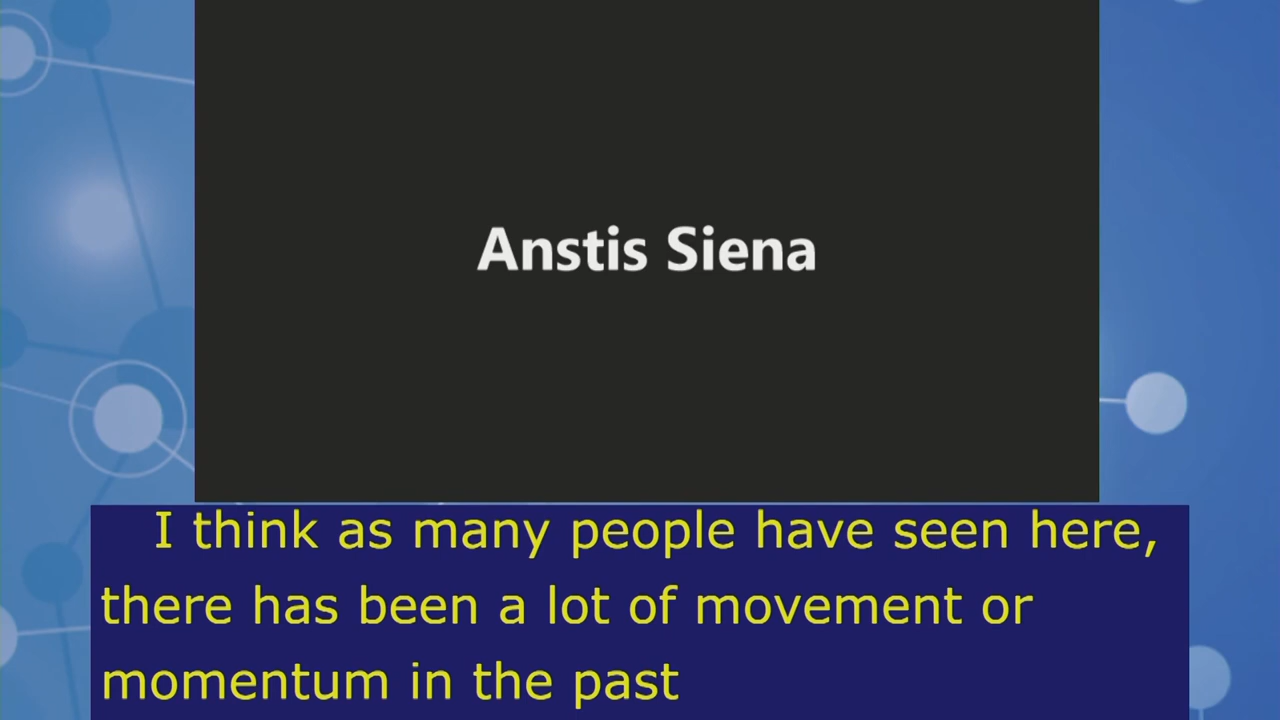 Anstis Siena
I think as many people have seen here,
there has been a lot of movement or
momentum in the past